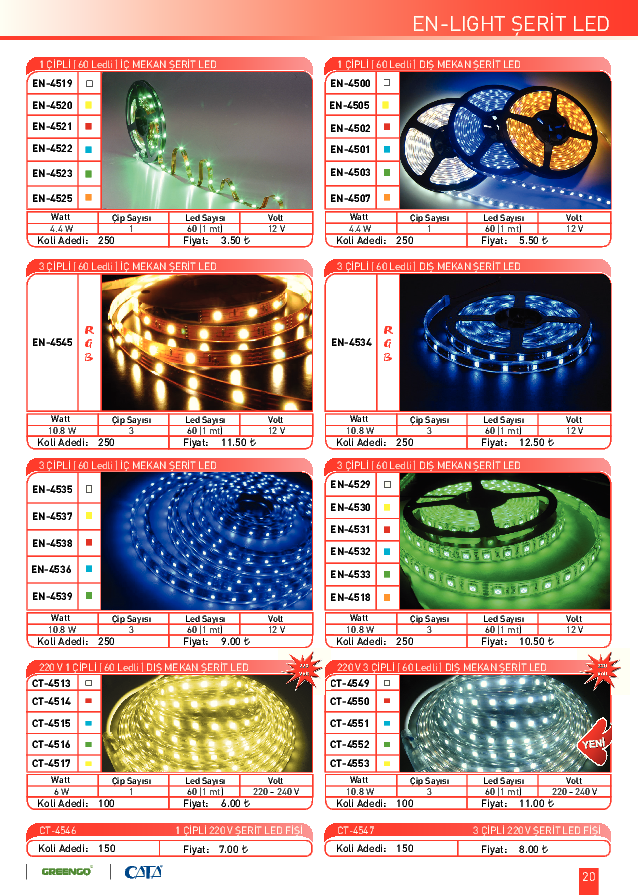 EN-LIGHT ŞERİT LED
1 ÇİPLİ [ 60 Ledli ] İÇ MEKAN ŞERİT LED
EN-4519
EN-4520
EN-4521
EN-4522
EN-4523
EN-4525
Watt Çip Sayısı Led Sayısı Volt
4.4 W 1 60 [1 mt] 12 V
Koli Adedi: 250 Fiyat: 3.50 ₺
1 ÇİPLİ [ 60 Ledli ] DIŞ MEKAN ŞERİT LED
EN-4500
EN-4505
EN-4502
EN-4501
EN-4503
EN-4507
Watt Çip Sayısı Led Sayısı Volt
4.4 W 1 60 [1 mt] 12 V
Koli Adedi: 250 Fiyat: 5.50 ₺
3 ÇİPLİ [ 60 Ledli ] İÇ MEKAN ŞERİT LED
EN-4545 RGB
Watt Çip Sayısı Led Sayısı Volt
10.8 W 3 60 [1 mt] 12 V
Koli Adedi: 250 Fiyat: 11.50 ₺
3 ÇİPLİ [ 60 Ledli ] DIŞ MEKAN ŞERİT LED
EN-4534 RGB
Watt Çip Sayısı Led Sayısı Volt
10.8 W 3 60 [1 mt] 12 V
Koli Adedi: 250 Fiyat: 12.50 ₺
3 ÇİPLİ [ 60 Ledli ] İÇ MEKAN ŞERİT LED
EN-4535
EN-4537
EN-4538
EN-4536
EN-4539
Watt Çip Sayısı Led Sayısı Volt
10.8 W 3 60 [1 mt] 12 V
Koli Adedi: 250 Fiyat: 9.00 ₺
3 ÇİPLİ [ 60 Ledli ] DIŞ MEKAN ŞERİT LED
EN-4529
EN-4530
EN-4531
EN-4532
EN-4533
EN-4518
Watt Çip Sayısı Led Sayısı Volt
10.8 W 3 60 [1 mt] 12 V
Koli Adedi: 250 Fiyat: 10.50 ₺
220 V 1 ÇİPLİ [ 60 Ledli ] DIŞ MEKAN ŞERİT LED
220
Volt
CT-4513
CT-4514
CT-4515
CT-4516
CT-4517
Watt Çip Sayısı Led Sayısı Volt
6 W 1 60 [1 mt] 220 - 240 V
Koli Adedi: 100 Fiyat: 6.00 ₺
220 V 3 ÇİPLİ [ 60 Ledli ] DIŞ MEKAN ŞERİT LED
220
Volt
CT-4549
CT-4550
CT-4551
CT-4552
CT-4553
YENİ
Watt Çip Sayısı Led Sayısı Volt
10.8 W 3 60 [1 mt] 220 - 240 V
Koli Adedi: 100 Fiyat: 11.00 ₺
CT-4546 1 ÇİPLİ 220 V ŞERİT LED FİŞİ
Koli Adedi: 150 Fiyat: 7.00 ₺
CT-4547 3 ÇİPLİ 220 V ŞERİT LED FİŞİ
Koli Adedi: 150 Fiyat: 8.00 ₺
GREENGO CATA
20